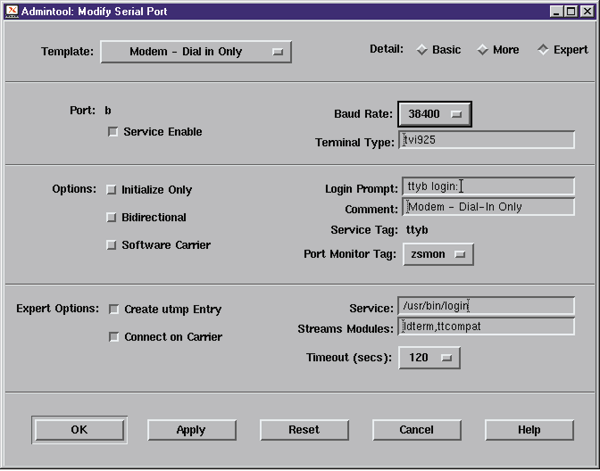 Admintool: Modify Serial Port
Template: Modem - Dial in Only Detail: Basic More Expert
Port: b Baud Rate: 38400
Service Enable Terminal Type: tvi925
Options: Initialize Only Login Prompt: ttyb login:
Bidirectional Comment: Modem - Dial-In Only
Software Carrier Service Tag: ttyb
Port Monitor Tag: zsmon
Expert Options: Create utmp Entry Service: /usr/bin/login
Connect on Carrier Streams Modules: ldterm,ttcompat
Timeout (secs): 120
OK Apply Reset Cancel Help